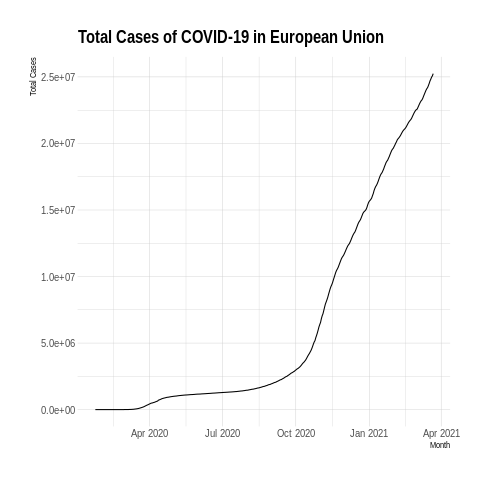 Total Cases of COVID-19 in European Union
Total Cases
2.5e+07
2.0e+07
1.5e+07
1.0e+07
5.0e+06
0.0e+00
Apr 2020 Jul 2020 Oct 2020 Jan 2021 Apr 2021
Month